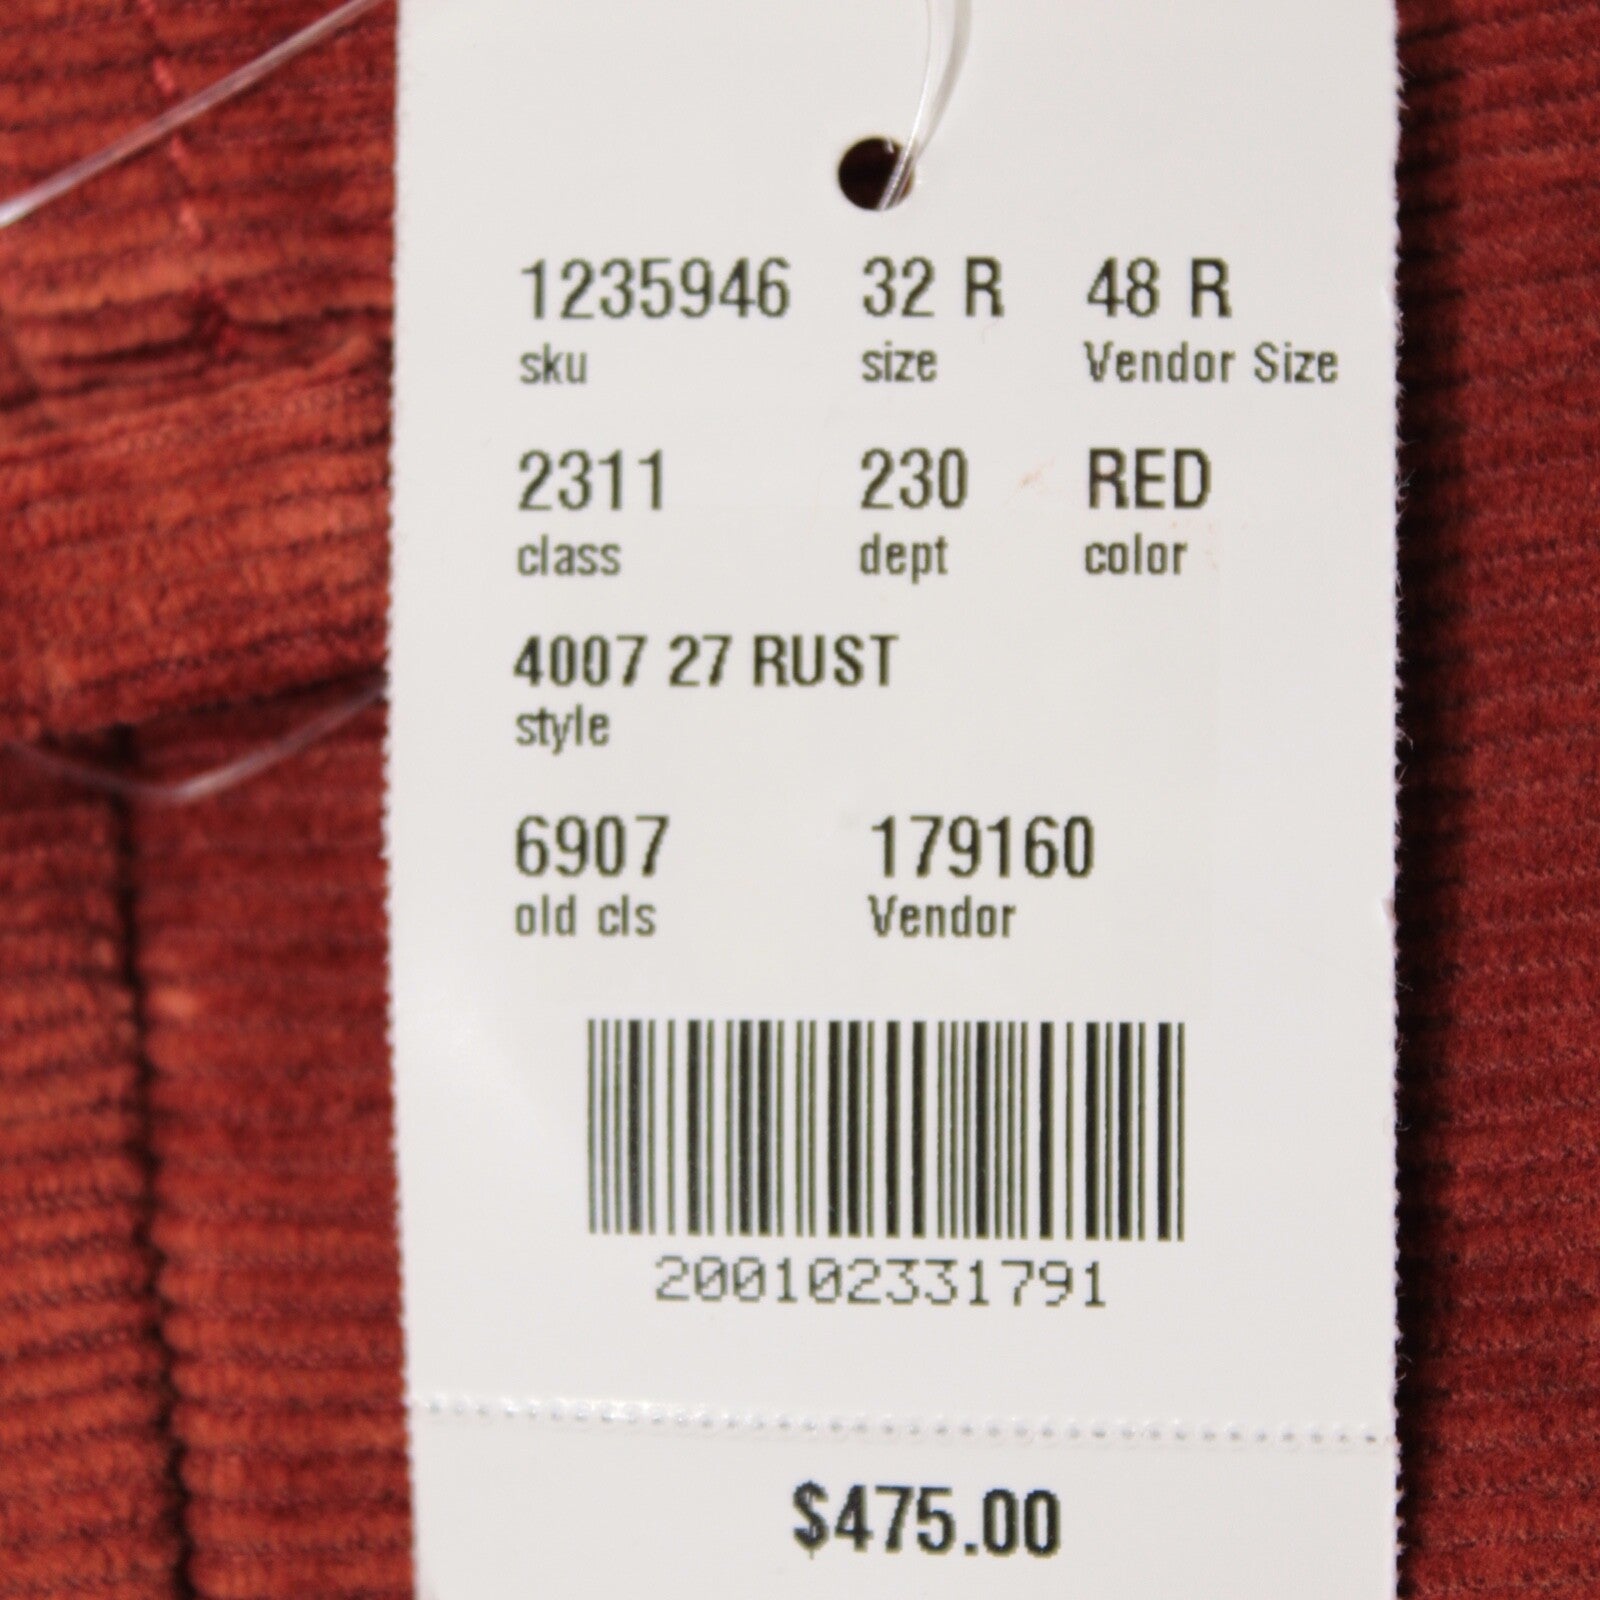 1235946 32 R 48 R
sku size Vendor Size
2311 230 RED
class dept color
4007 27 RUST
style
6907 179160
old cls Vendor
200102331791
$475.00